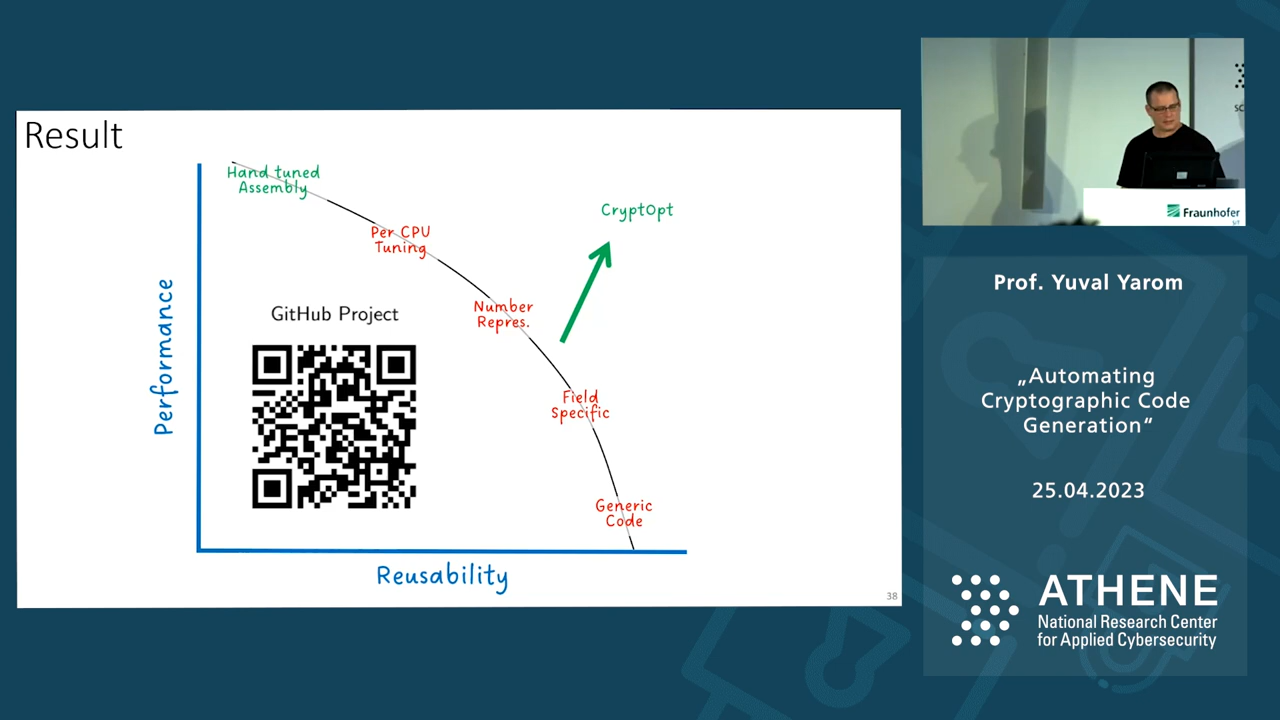 Result
Hand tuned
Assembly
Per CPU
Tuning
CryptOpt
Number
Repres.
GitHub Project
Field
Specific
Generic
Code
Performance
Reusability
38
Fraunhofer
SIT
Prof. Yuval Yarom
„Automating
Cryptographic Code
Generation“
25.04.2023
ATHENE
National Research Center
for Applied Cybersecurity